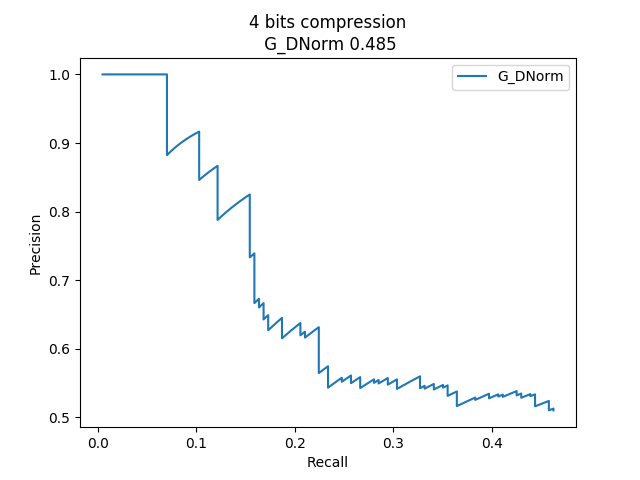 4 bits compression
G_DNorm 0.485
G_DNorm
1.0
0.9
0.8
0.7
0.6
0.5
Precision
0.0 0.1 0.2 0.3 0.4
Recall